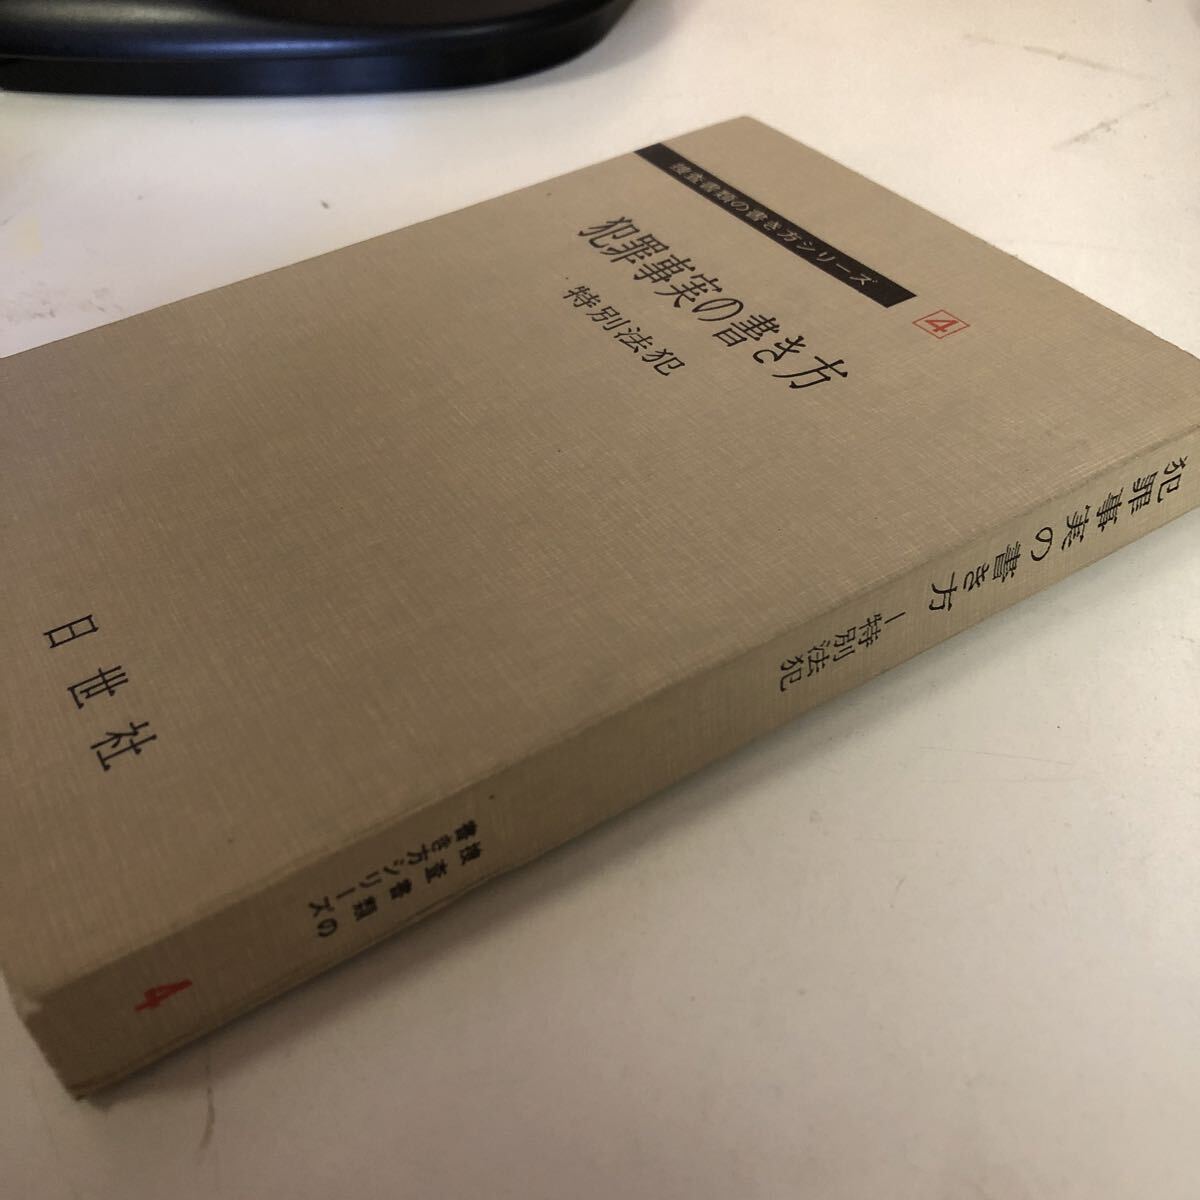 捜査書類の書き方シリーズ
4
犯罪事実の書き方
特別法犯
日世社
犯罪事実の書き方―特別法犯
捜査書類の
書き方シリーズ
4